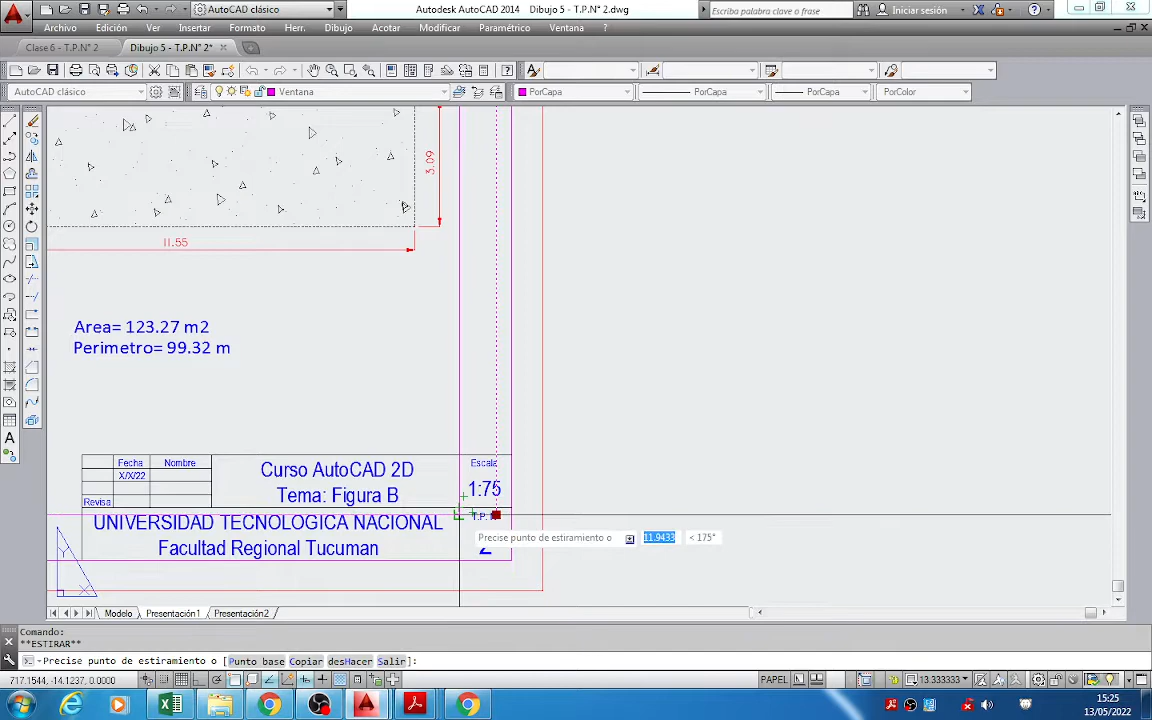 AutoCAD clásico
Autodesk AutoCAD 2014 Dibujo 5 - T.P.N° 2.dwg
Escriba palabra clave o frase
Iniciar sesión
Archivo Edición Ver Insertar Formato Herr. Dibujo Acotar Modificar Paramétrico Ventana ?
Clase 6 - T.P.N° 2
Dibujo 5 - T.P.N° 2*
AutoCAD clásico
Ventana
PorCapa
PorCapa
PorCapa
PorColor
3.09
11.55
Area= 123.27 m2
Perimetro= 99.32 m
Fecha Nombre
X/X/22
Revisa
Curso AutoCAD 2D
Tema: Figura B
Escala
1:75
UNIVERSIDAD TECNOLOGICA NACIONAL
Facultad Regional Tucuman
T.P.
2
Precise punto de estiramiento o
11.9433
< 175°
Y
X
Modelo Presentación1 Presentación2
Comando:
**ESTIRAR**
Precise punto de estiramiento o [Punto base Copiar desHacer Salir]:
717.1544, -14.1237, 0.0000
PAPEL
13.333333
15:25
13/05/2022